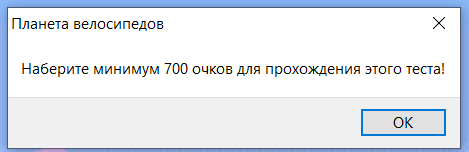 Планета велосипедов
Наберите минимум 700 очков для прохождения этого теста!
OK